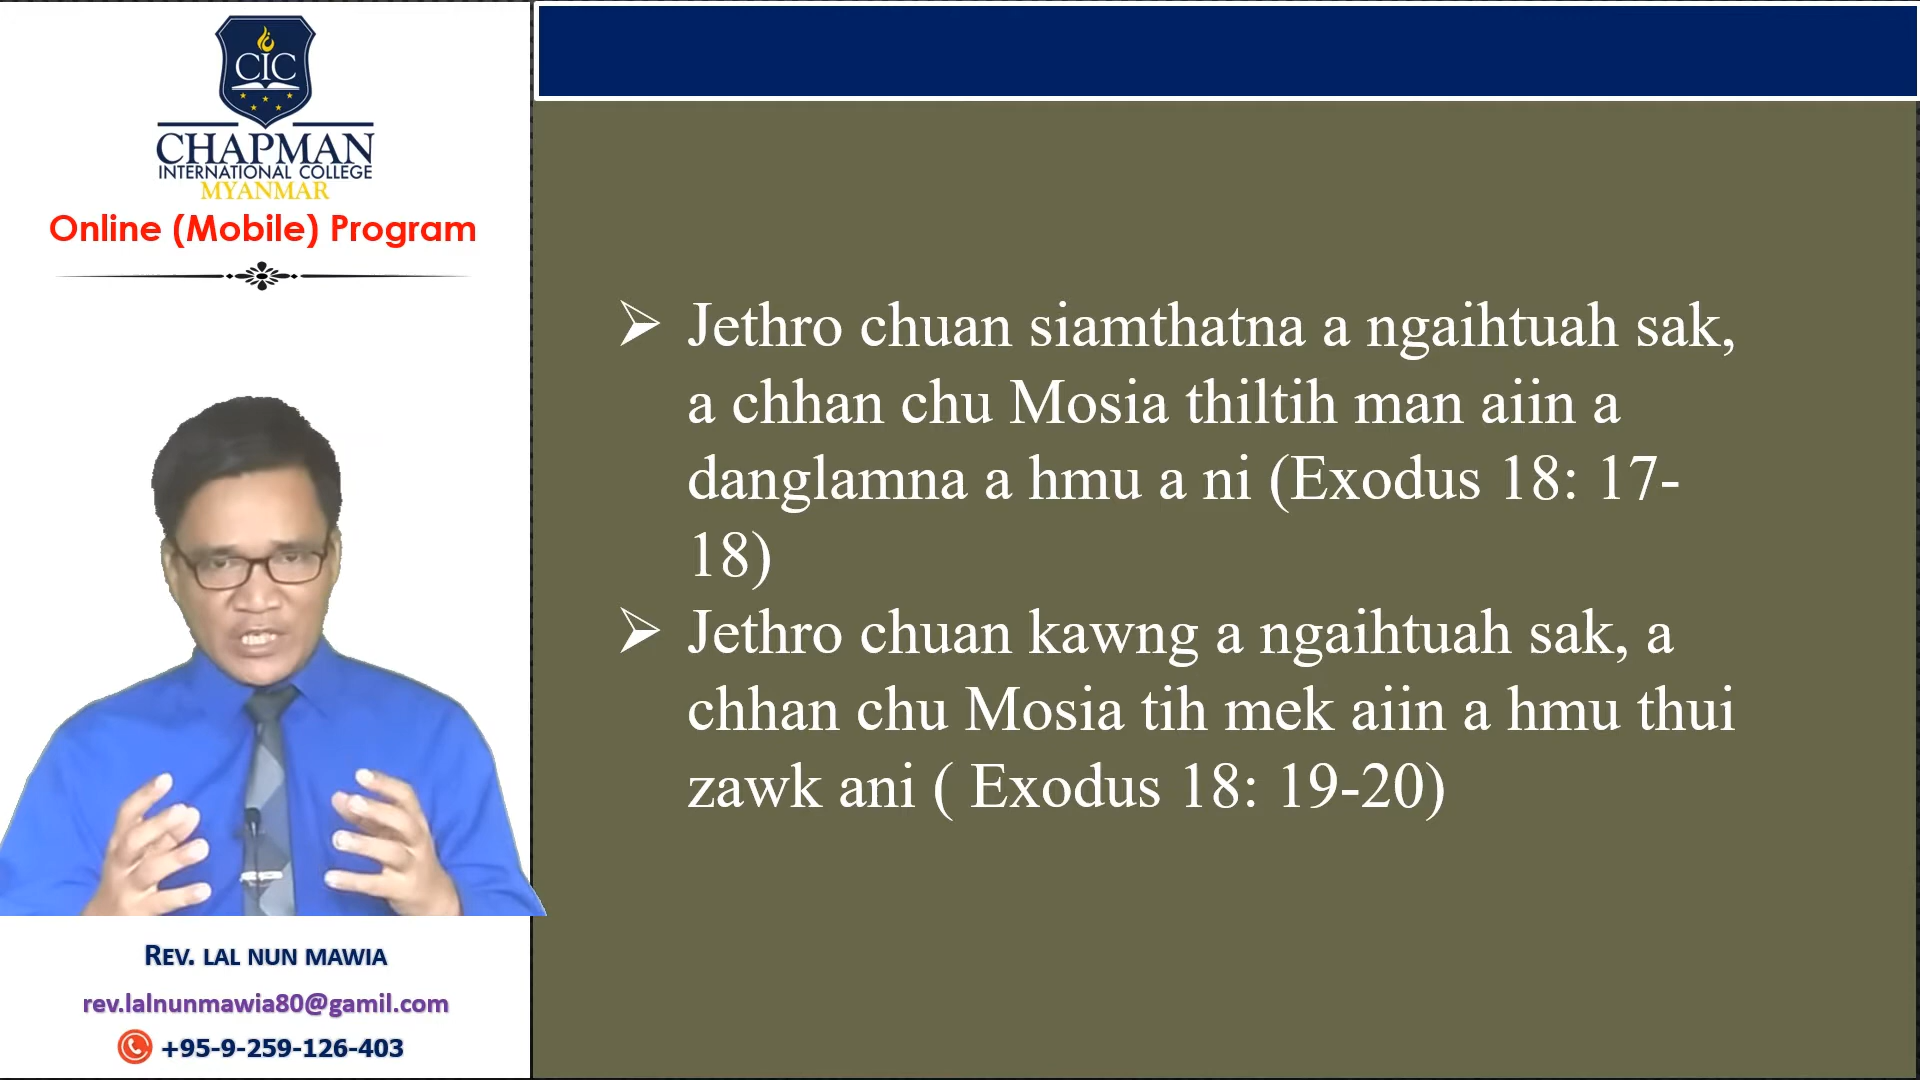 CIC
CHAPMAN
INTERNATIONAL COLLEGE
MYANMAR
Online (Mobile) Program
REV. LAL NUN MAWIA
rev.lalnunmawia80@gamil.com
+95-9-259-126-403
➢ Jethro chuan siamthatna a ngaihtuah sak,
a chhan chu Mosia thiltih man aiin a
danglamna a hmu a ni (Exodus 18: 17-
18)
➢ Jethro chuan kawng a ngaihtuah sak, a
chhan chu Mosia tih mek aiin a hmu thui
zawk ani ( Exodus 18: 19-20)